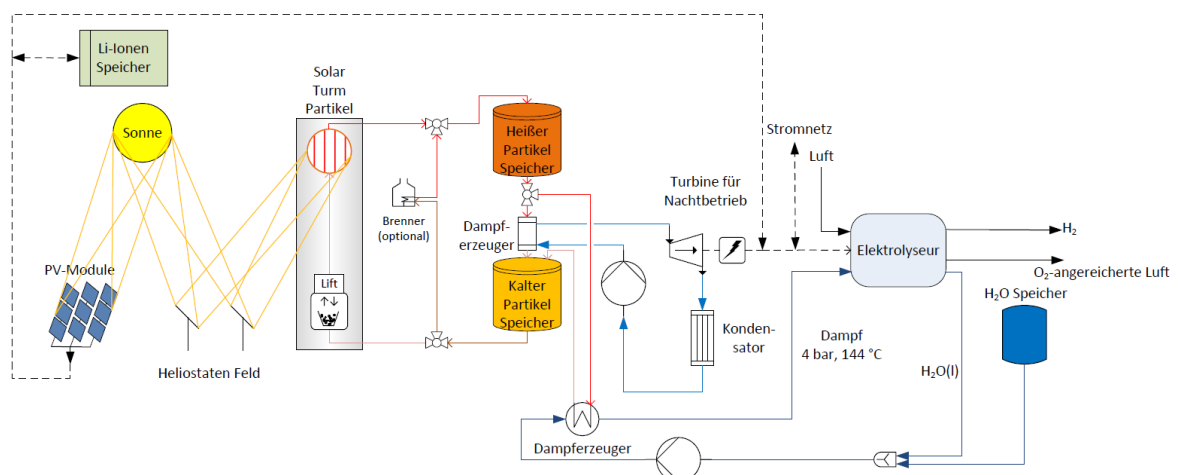 Li-Ionen
Speicher
Sonne
PV-Module
Heliostaten Feld
Solar
Turm
Partikel
Lift
Brenner
(optional)
Heißer
Partikel
Speicher
Dampf-
erzeuger
Kalter
Partikel
Speicher
Dampferzeuger
Turbine für
Nachtbetrieb
Konden-
sator
Stromnetz
Luft
Elektrolyseur
H₂
O₂-angereicherte Luft
H₂O Speicher
Dampf
4 bar, 144 °C
H₂O(l)